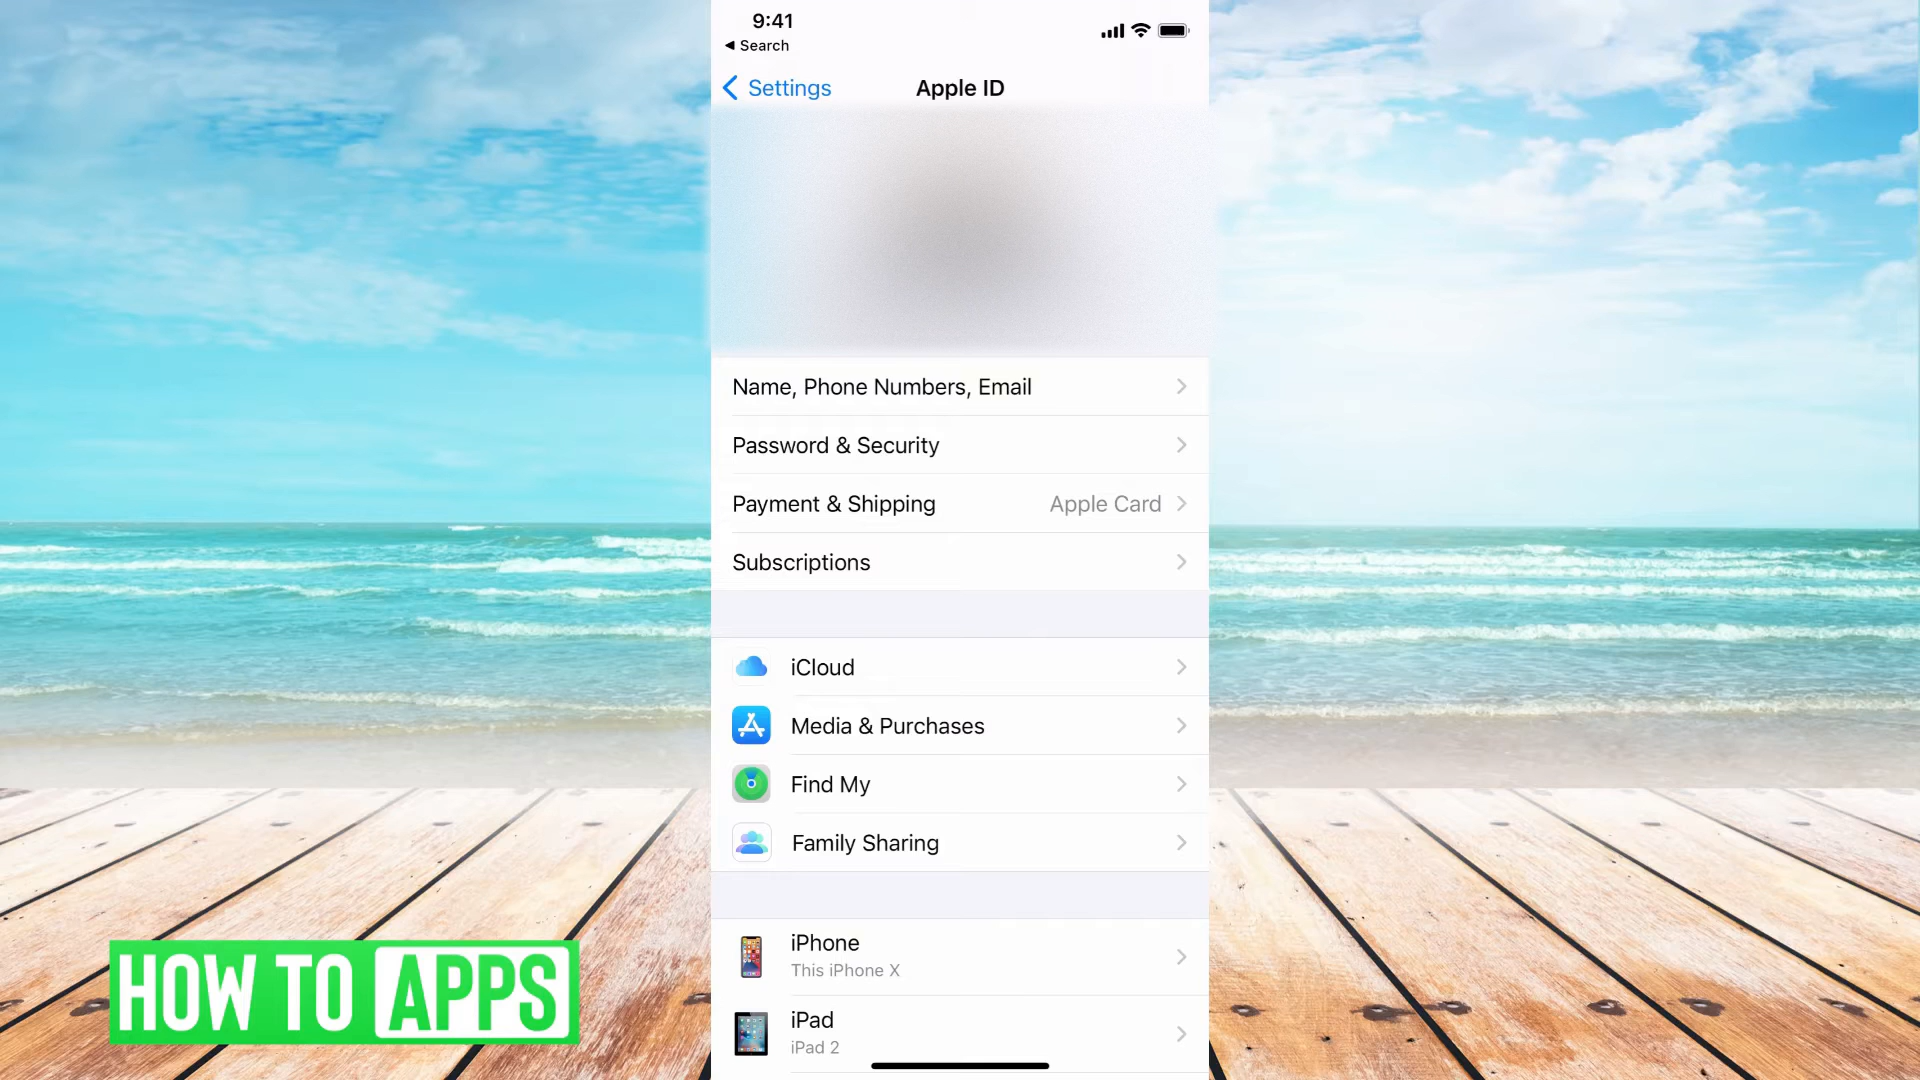 9:41
Search
Settings
Apple ID
Name, Phone Numbers, Email
Password & Security
Payment & Shipping Apple Card
Subscriptions
iCloud
Media & Purchases
Find My
Family Sharing
iPhone
This iPhone X
iPad
iPad 2
HOW TO APPS